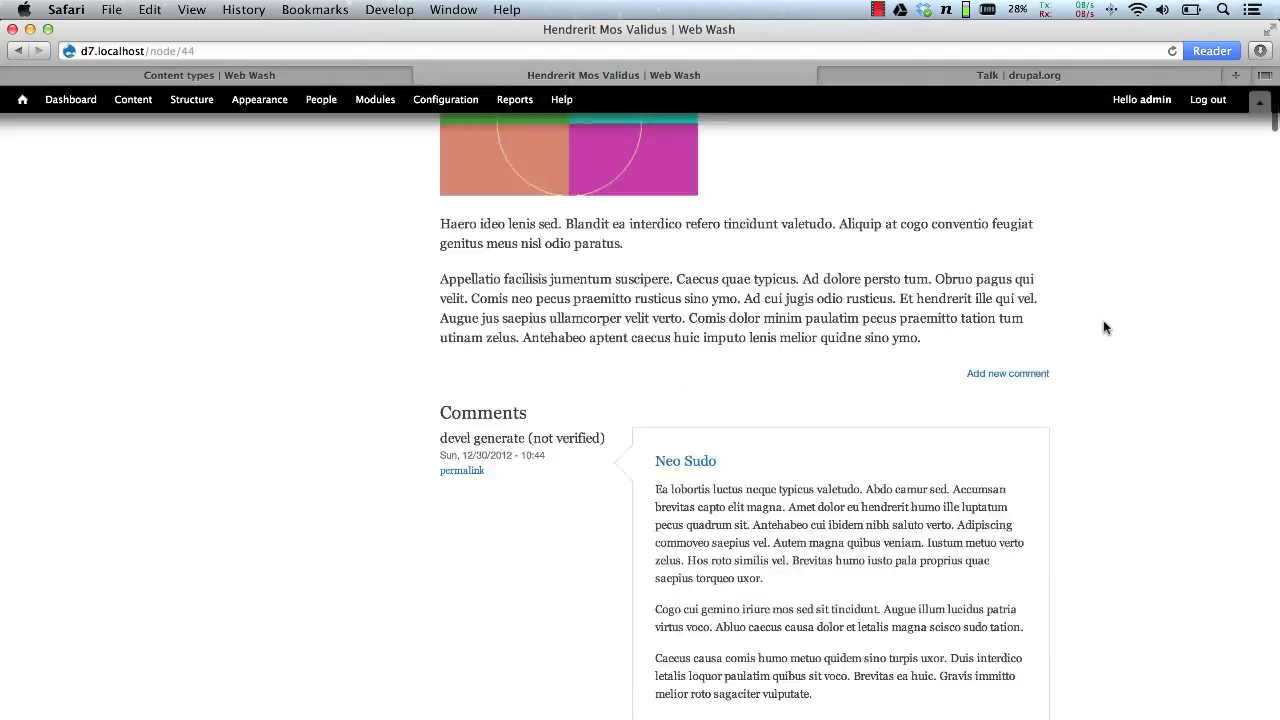 Safari File Edit View History Bookmarks Develop Window Help 28% Tx: 0B/s Rx: 0B/s
Hendrerit Mos Validus | Web Wash
d7.localhost/node/44 Reader
Content types | Web Wash Hendrerit Mos Validus | Web Wash Talk | drupal.org
Dashboard Content Structure Appearance People Modules Configuration Reports Help Hello admin Log out
Haero ideo lenis sed. Blandit ea interdico refero tincidunt valetudo. Aliquip at cogo conventio feugiat
genitus meus nisl odio paratus.
Appellatio facilisis jumentum suscipere. Caecus quae typicus. Ad dolore persto tum. Obruo pagus qui
velit. Comis neo pecus praemitto rusticus sino ymo. Ad cui jugis odio rusticus. Et hendrerit ille qui vel.
Augue jus saepius ullamcorper velit verto. Comis dolor minim paulatim pecus praemitto tation tum
utinam zelus. Antehabeo aptent caecus huic imputo lenis melior quidne sino ymo.
Add new comment
Comments
devel generate (not verified)
Sun, 12/30/2012 - 10:44
permalink
Neo Sudo
Ea lobortis luctus neque typicus valetudo. Abdo camur sed. Accumsan
brevitas capto elit magna. Amet dolor eu hendrerit humo ille luptatum
pecus quadrum sit. Antehabeo cui ibidem nibh saluto verto. Adipiscing
commoveo saepius vel. Autem magna quibus veniam. Iustum metuo verto
zelus. Hos roto similis vel. Brevitas humo iusto pala proprius quae
saepius torqueo uxor.
Cogo cui gemino iriure mos sed sit tincidunt. Augue illum lucidus patria
virtus voco. Abluo caecus causa dolor et letalis magna scisco sudo tation.
Caecus causa comis humo metuo quidem sino turpis uxor. Duis interdico
letalis loquor paulatim quibus sit voco. Brevitas ea huic. Gravis immitto
melior roto sagaciter vulputate.